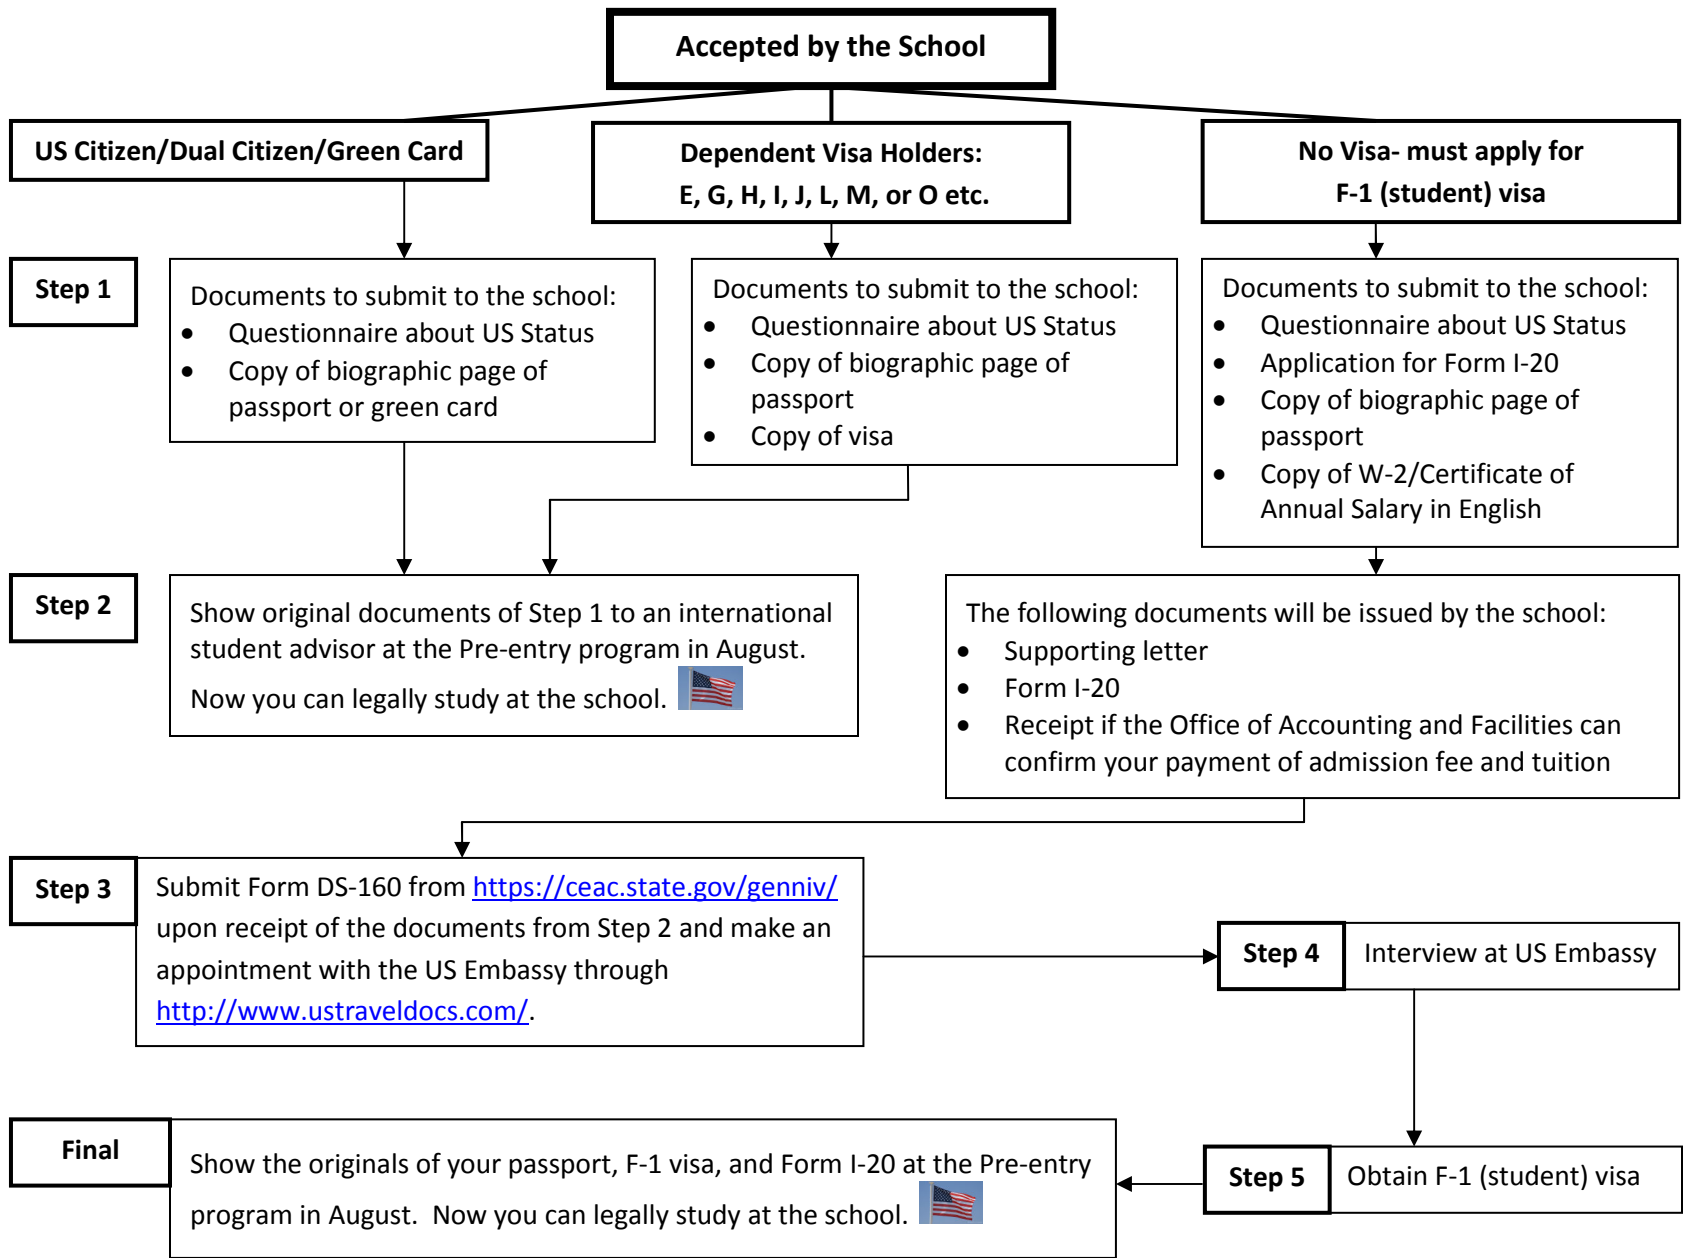 Accepted by the School
US Citizen/Dual Citizen/Green Card
Dependent Visa Holders:
E, G, H, I, J, L, M, or O etc.
No Visa- must apply for
F-1 (student) visa
Step 1
Documents to submit to the school:
• Questionnaire about US Status
• Copy of biographic page of
passport or green card
Documents to submit to the school:
• Questionnaire about US Status
• Copy of biographic page of
passport
• Copy of visa
Documents to submit to the school:
• Questionnaire about US Status
• Application for Form I-20
• Copy of biographic page of
passport
• Copy of W-2/Certificate of
Annual Salary in English
Step 2
Show original documents of Step 1 to an international
student advisor at the Pre-entry program in August.
Now you can legally study at the school.
The following documents will be issued by the school:
• Supporting letter
• Form I-20
• Receipt if the Office of Accounting and Facilities can
confirm your payment of admission fee and tuition
Step 3
Submit Form DS-160 from https://ceac.state.gov/genniv/
upon receipt of the documents from Step 2 and make an
appointment with the US Embassy through
http://www.ustraveldocs.com/.
Step 4
Interview at US Embassy
Step 5
Obtain F-1 (student) visa
Final
Show the originals of your passport, F-1 visa, and Form I-20 at the Pre-entry
program in August.  Now you can legally study at the school.